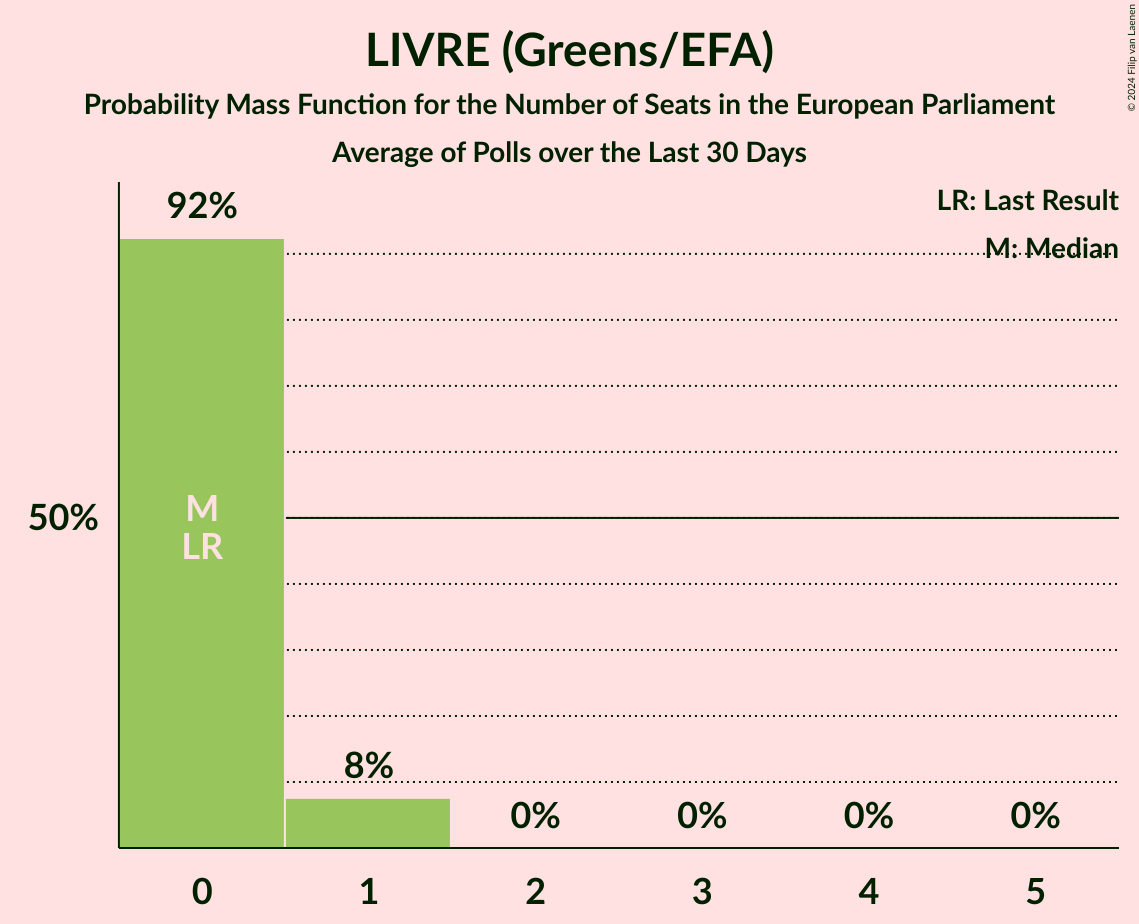 LIVRE (Greens/EFA)
Probability Mass Function for the Number of Seats in the European Parliament
Average of Polls over the Last 30 Days
© 2024 Filip van Laenen
LR: Last Result
M: Median
92%
50%
M
LR
8%
0%
0%
0%
0%
0
1
2
3
4
5